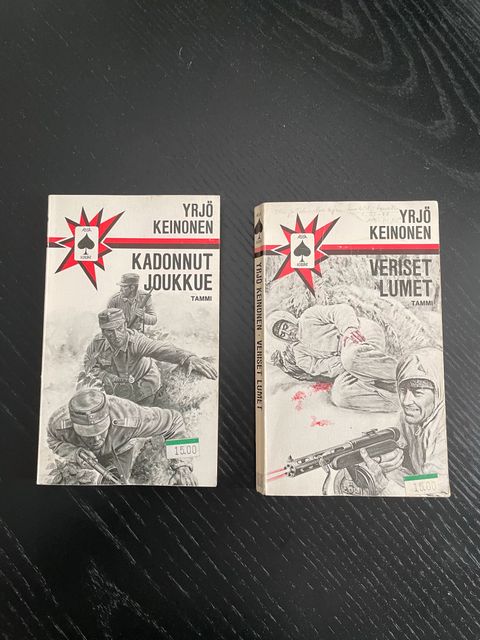 YRJÖ
KEINONEN
KADONNUT
JOUKKUE
TAMMI
15.00
YRJÖ
KEINONEN
VERISET
LUMET
TAMMI
YRJÖ KEINONEN · VERISET LUMET
15.00